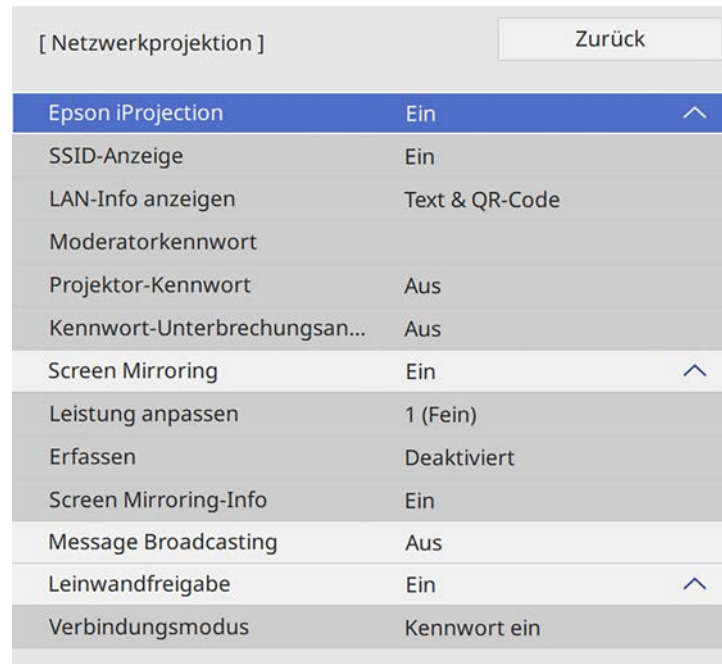 [ Netzwerkprojektion ] Zurück
Epson iProjection Ein
SSID-Anzeige Ein
LAN-Info anzeigen Text & QR-Code
Moderatorkennwort
Projektor-Kennwort Aus
Kennwort-Unterbrechungsan... Aus
Screen Mirroring Ein
Leistung anpassen 1 (Fein)
Erfassen Deaktiviert
Screen Mirroring-Info Ein
Message Broadcasting Aus
Leinwandfreigabe Ein
Verbindungsmodus Kennwort ein